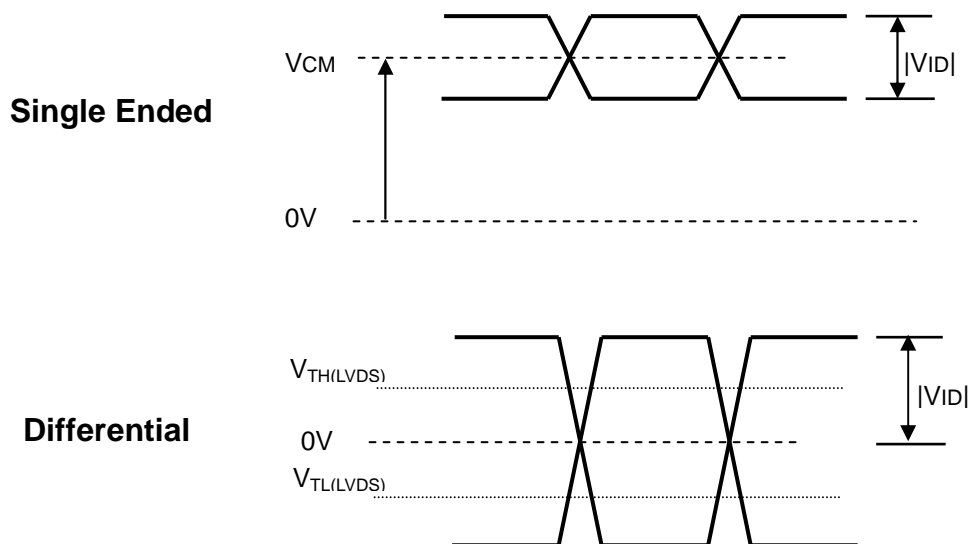 VCM
|VID|
Single Ended
0V
VTH(LVDS)
|VID|
Differential
0V
VTL(LVDS)